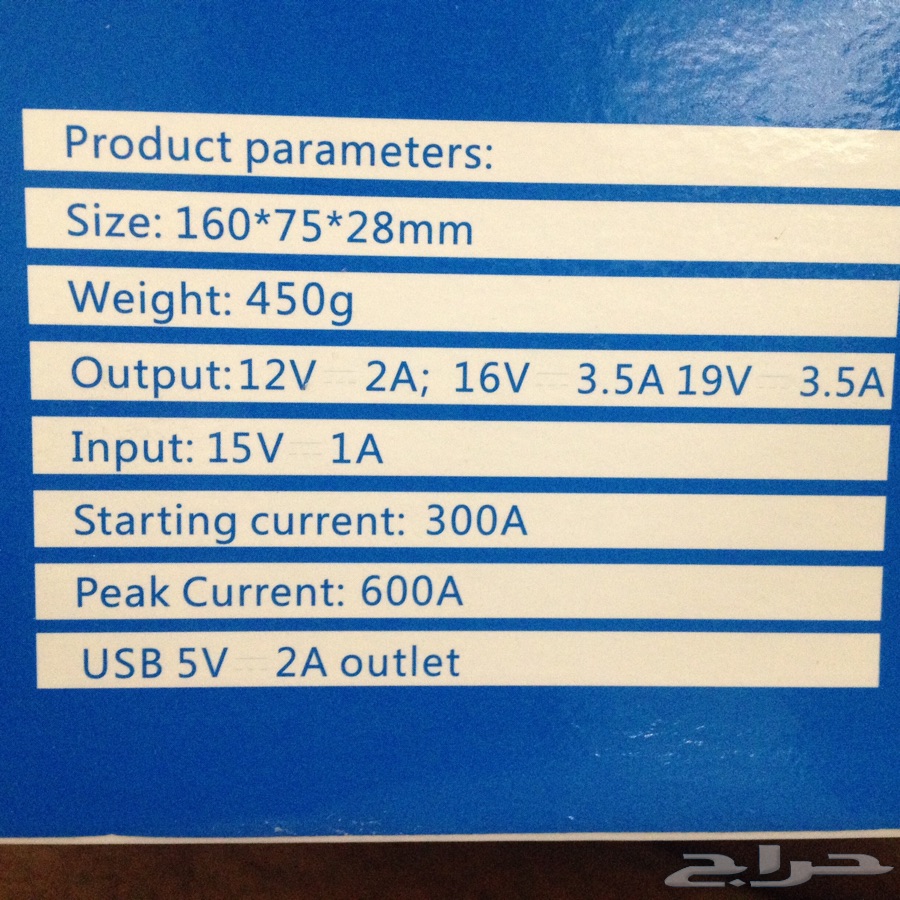 Product parameters:
Size: 160*75*28mm
Weight: 450g
Output:12V ⎓ 2A; 16V ⎓ 3.5A 19V ⎓ 3.5A
Input: 15V ⎓ 1A
Starting current: 300A
Peak Current: 600A
USB 5V ⎓ 2A outlet
حراج